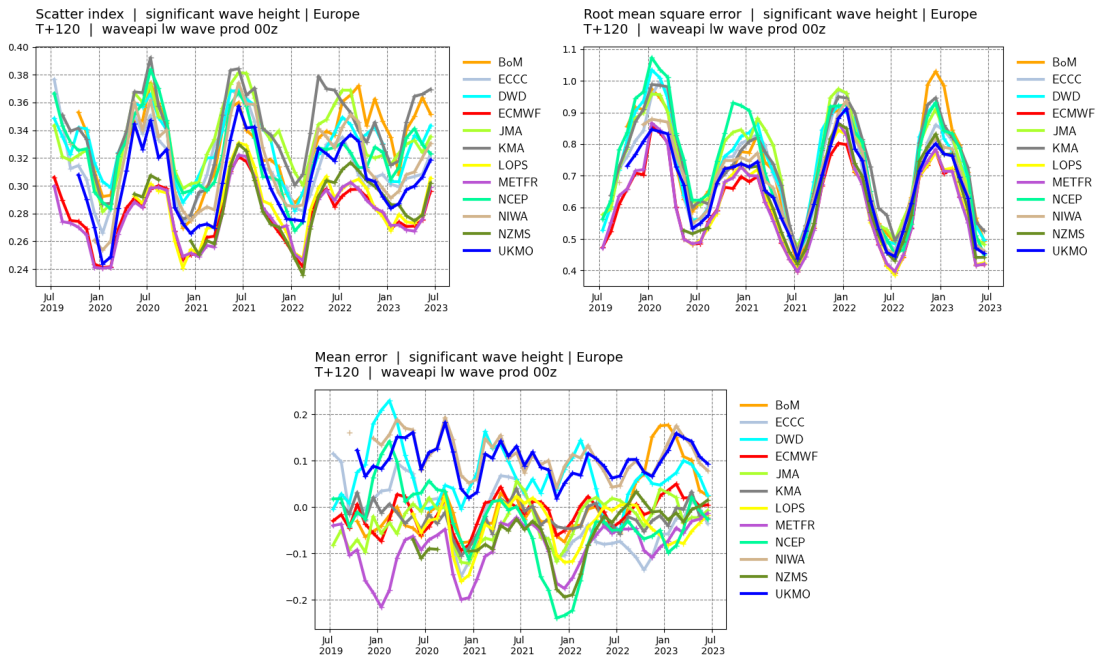 Scatter index | significant wave height | Europe
T+120 | waveapi lw wave prod 00z
0.40
0.38
0.36
0.34
0.32
0.30
0.28
0.26
0.24
Jul 2019
Jan 2020
Jul 2020
Jan 2021
Jul 2021
Jan 2022
Jul 2022
Jan 2023
Jul 2023
BoM
ECCC
DWD
ECMWF
JMA
KMA
LOPS
METFR
NCEP
NIWA
NZMS
UKMO
Root mean square error | significant wave height | Europe
T+120 | waveapi lw wave prod 00z
1.1
1.0
0.9
0.8
0.7
0.6
0.5
0.4
Jul 2019
Jan 2020
Jul 2020
Jan 2021
Jul 2021
Jan 2022
Jul 2022
Jan 2023
Jul 2023
BoM
ECCC
DWD
ECMWF
JMA
KMA
LOPS
METFR
NCEP
NIWA
NZMS
UKMO
Mean error | significant wave height | Europe
T+120 | waveapi lw wave prod 00z
0.2
0.1
0.0
−0.1
−0.2
Jul 2019
Jan 2020
Jul 2020
Jan 2021
Jul 2021
Jan 2022
Jul 2022
Jan 2023
Jul 2023
BoM
ECCC
DWD
ECMWF
JMA
KMA
LOPS
METFR
NCEP
NIWA
NZMS
UKMO